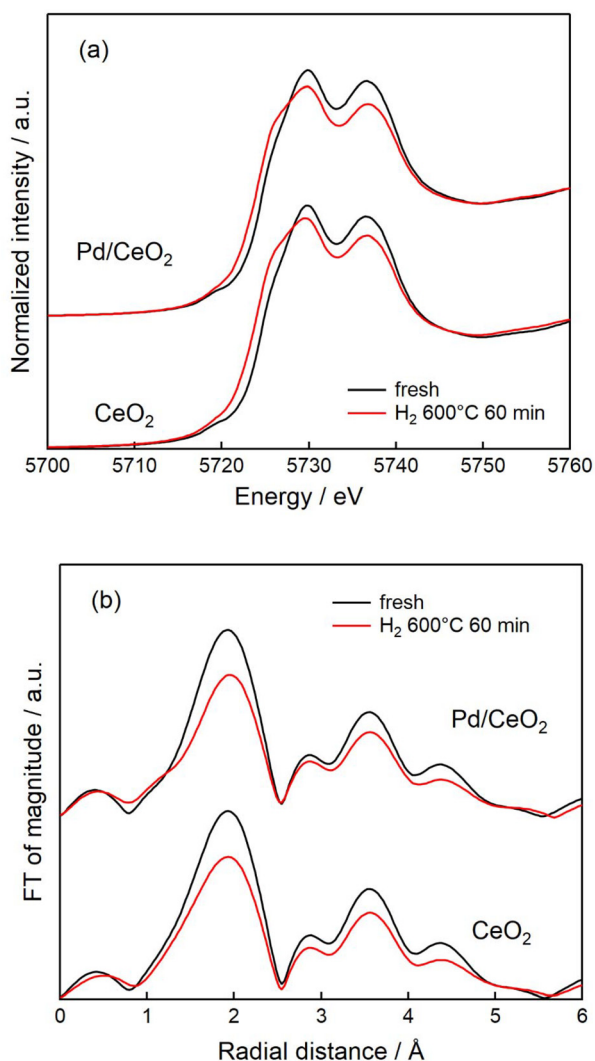 (a)
Normalized intensity / a.u.
Pd/CeO₂
CeO₂
fresh
H₂ 600°C 60 min
5700 5710 5720 5730 5740 5750 5760
Energy / eV
(b)
fresh
H₂ 600°C 60 min
FT of magnitude / a.u.
Pd/CeO₂
CeO₂
0 1 2 3 4 5 6
Radial distance / Å